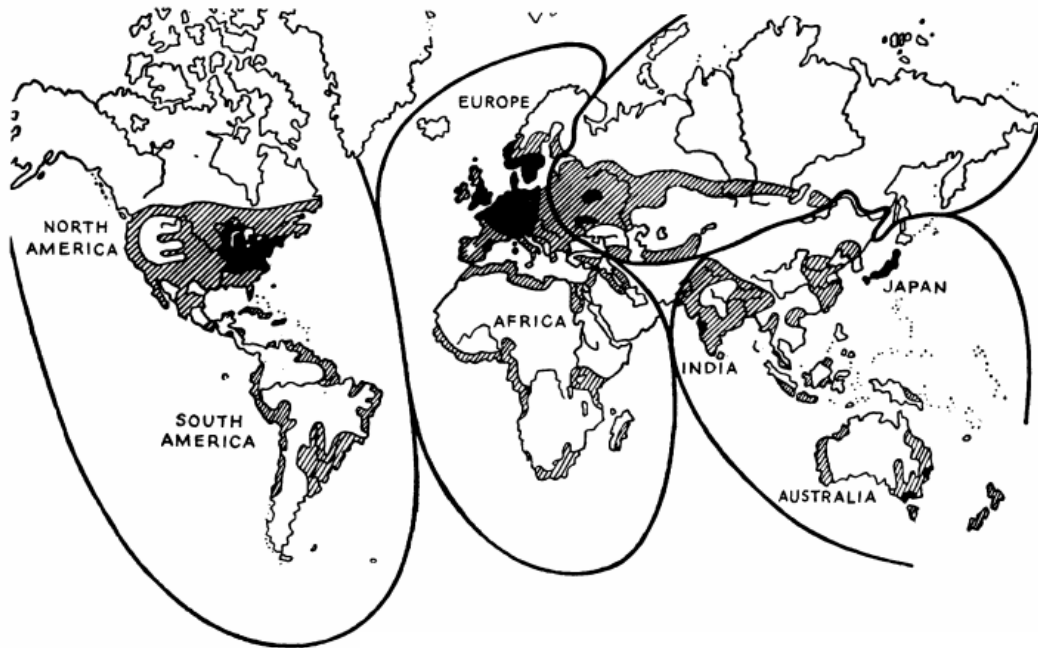 EUROPE
NORTH
AMERICA
JAPAN
AFRICA
INDIA
SOUTH
AMERICA
AUSTRALIA